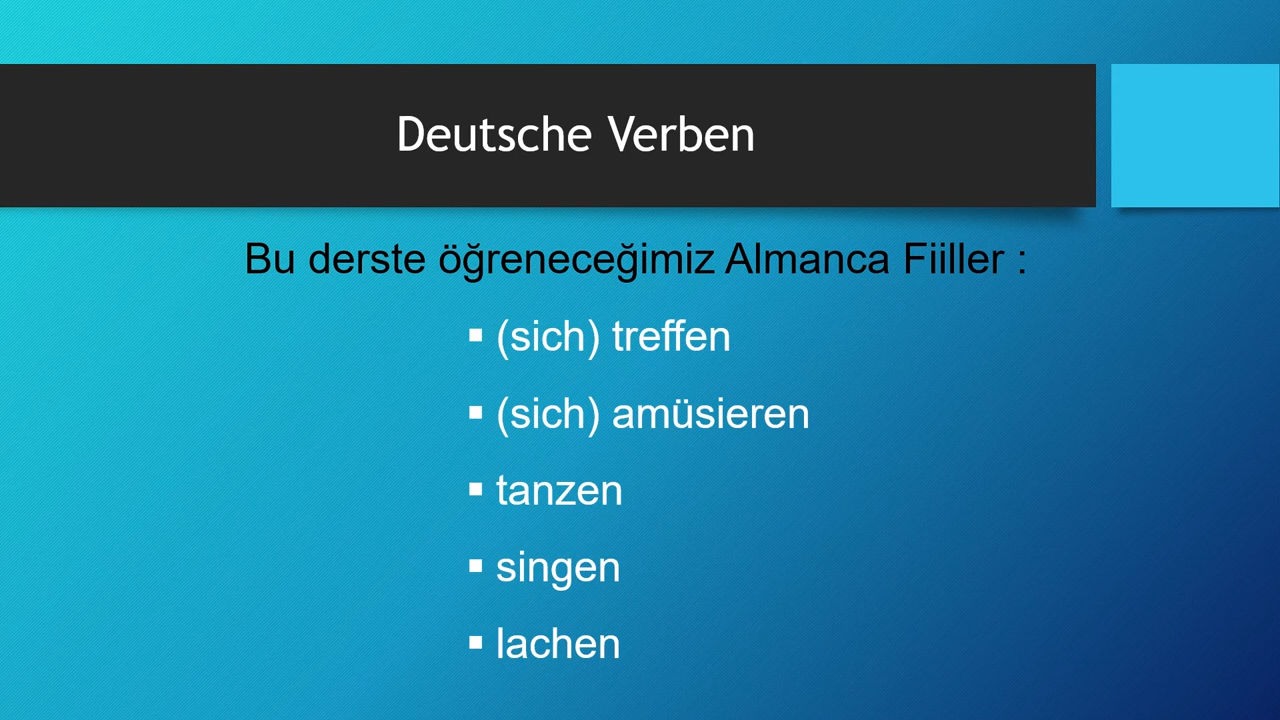 Deutsche Verben
Bu derste öğreneceğimiz Almanca Fiiller :
▪ (sich) treffen
▪ (sich) amüsieren
▪ tanzen
▪ singen
▪ lachen